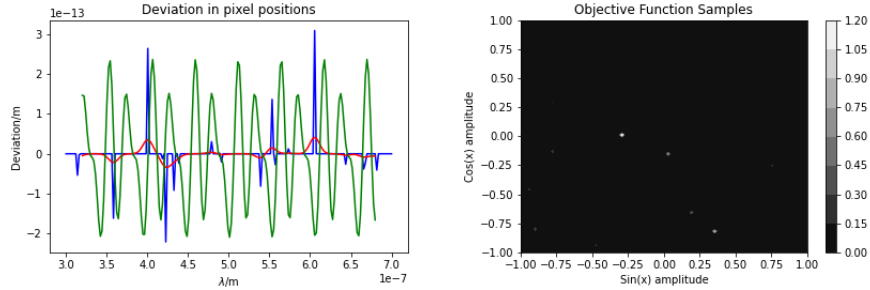 Deviation in pixel positions
1e−13
3
2
1
0
−1
−2
Deviation/m
3.0 3.5 4.0 4.5 5.0 5.5 6.0 6.5 7.0
λ/m
1e−7
Objective Function Samples
1.00
0.75
0.50
0.25
0.00
−0.25
−0.50
−0.75
−1.00
Cos(x) amplitude
−1.00 −0.75 −0.50 −0.25 0.00 0.25 0.50 0.75 1.00
Sin(x) amplitude
1.20
1.05
0.90
0.75
0.60
0.45
0.30
0.15
0.00